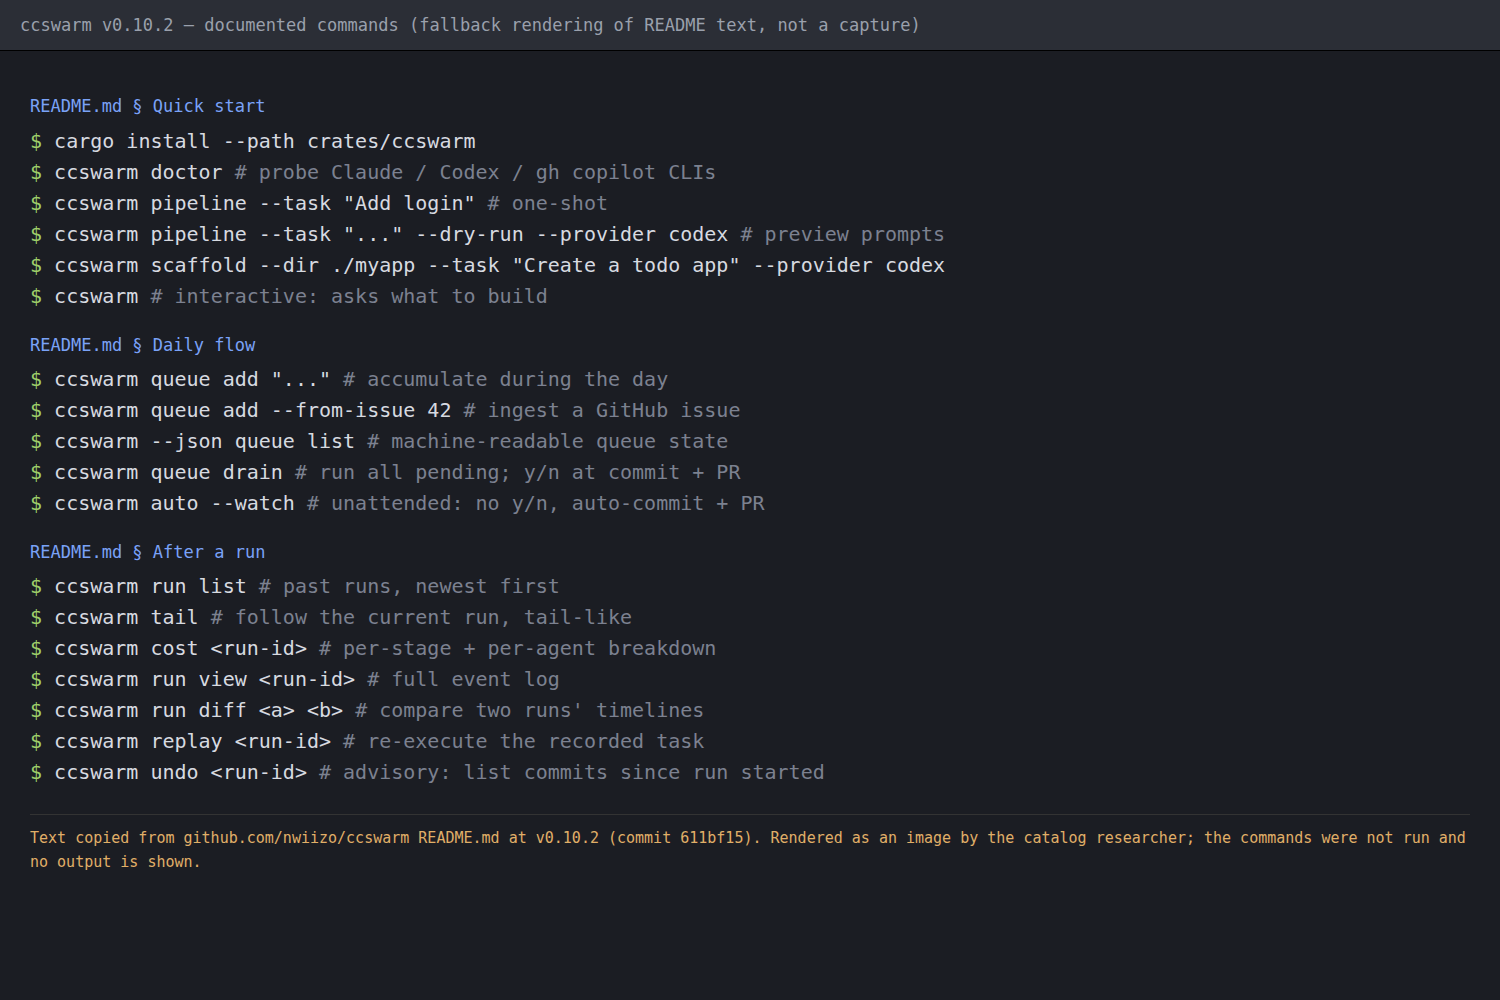 ccswarm v0.10.2 — documented commands (fallback rendering of README text, not a capture)
README.md § Quick start
$ cargo install --path crates/ccswarm
$ ccswarm doctor # probe Claude / Codex / gh copilot CLIs
$ ccswarm pipeline --task "Add login" # one-shot
$ ccswarm pipeline --task "..." --dry-run --provider codex # preview prompts
$ ccswarm scaffold --dir ./myapp --task "Create a todo app" --provider codex
$ ccswarm # interactive: asks what to build
README.md § Daily flow
$ ccswarm queue add "..." # accumulate during the day
$ ccswarm queue add --from-issue 42 # ingest a GitHub issue
$ ccswarm --json queue list # machine-readable queue state
$ ccswarm queue drain # run all pending; y/n at commit + PR
$ ccswarm auto --watch # unattended: no y/n, auto-commit + PR
README.md § After a run
$ ccswarm run list # past runs, newest first
$ ccswarm tail # follow the current run, tail-like
$ ccswarm cost <run-id> # per-stage + per-agent breakdown
$ ccswarm run view <run-id> # full event log
$ ccswarm run diff <a> <b> # compare two runs' timelines
$ ccswarm replay <run-id> # re-execute the recorded task
$ ccswarm undo <run-id> # advisory: list commits since run started
Text copied from github.com/nwiizo/ccswarm README.md at v0.10.2 (commit 611bf15). Rendered as an image by the catalog researcher; the commands were not run and
no output is shown.